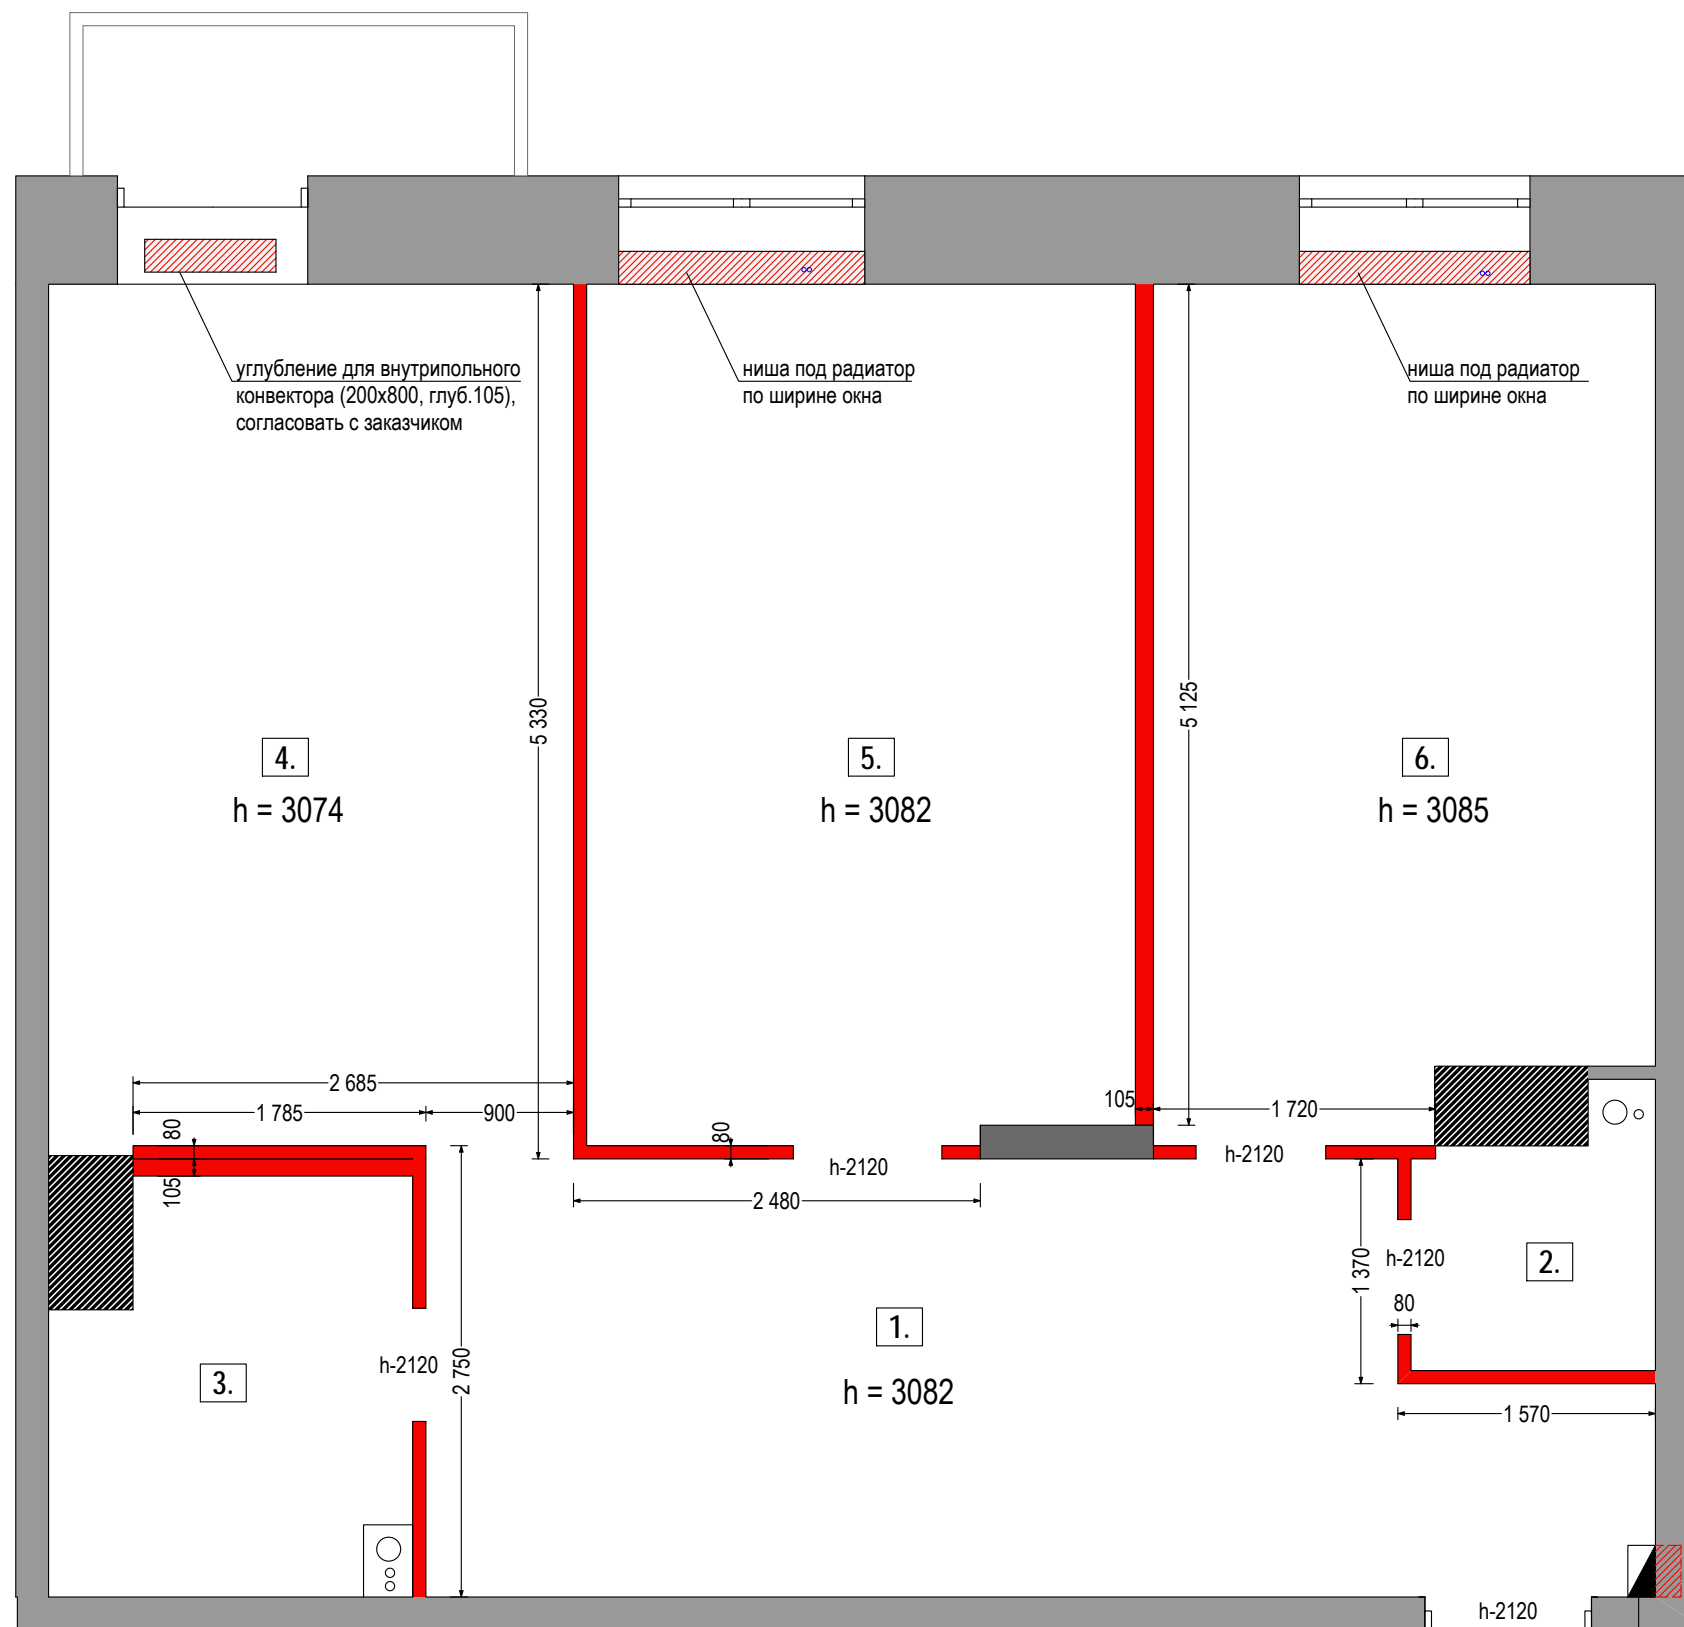 углубление для внутрипольного
конвектора (200х800, глуб.105),
согласовать с заказчиком
ниша под радиатор
по ширине окна
ниша под радиатор
по ширине окна
5 330
5 125
4.
h = 3074
5.
h = 3082
6.
h = 3085
2 685
1 785
900
105
1 720
80
80
h-2120
h-2120
105
2 480
1 370
h-2120
2.
80
1.
h = 3082
3.
h-2120
2 750
1 570
h-2120